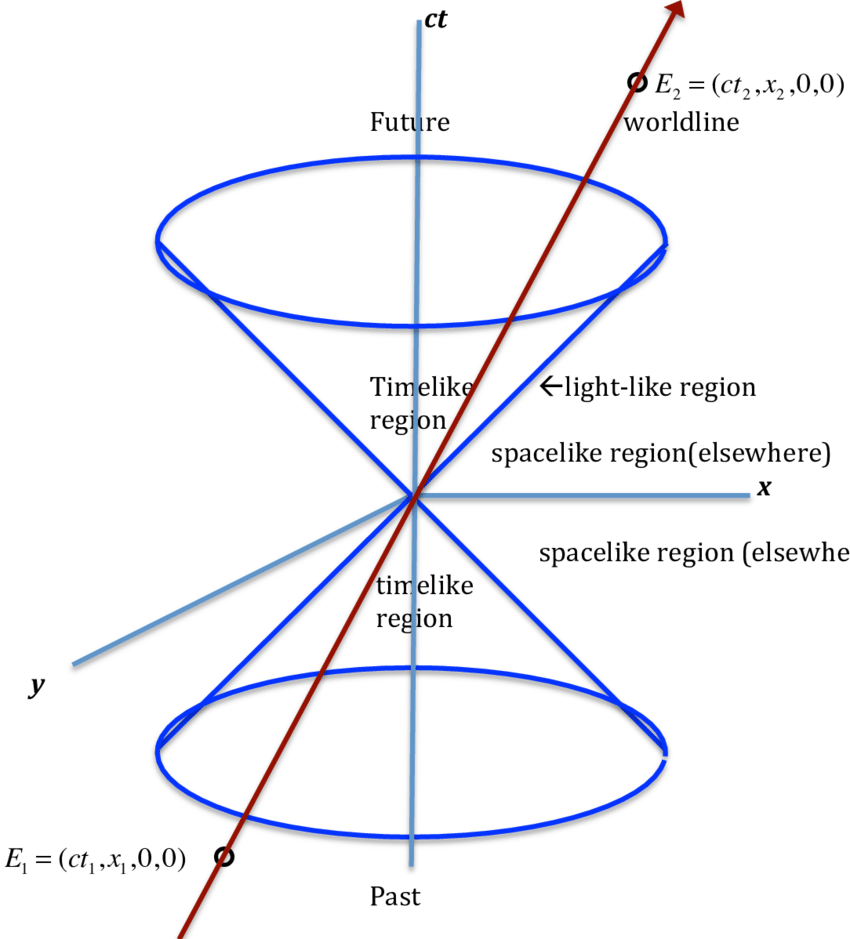 ct
E₂ = (ct₂,x₂,0,0)
Future
worldline
Timelike
region
←light-like region
spacelike region(elsewhere)
x
spacelike region (elsewhe
timelike
region
y
E₁ = (ct₁,x₁,0,0)
Past